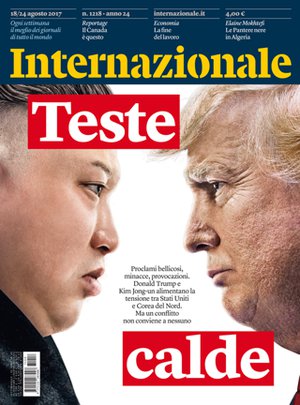 18/24 agosto 2017
n. 1218 • anno 24
internazionale.it
4,00 €
Ogni settimana
il meglio dei giornali
di tutto il mondo
Reportage
Il Canada
è questo
Economia
La fine
del lavoro
Elaine Mokhtefi
Le Pantere nere
in Algeria
Internazionale
Teste
Proclami bellicosi,
minacce, provocazioni.
Donald Trump e
Kim Jong-un alimentano la
tensione tra Stati Uniti
e Corea del Nord.
Ma un conflitto
non conviene a nessuno
calde